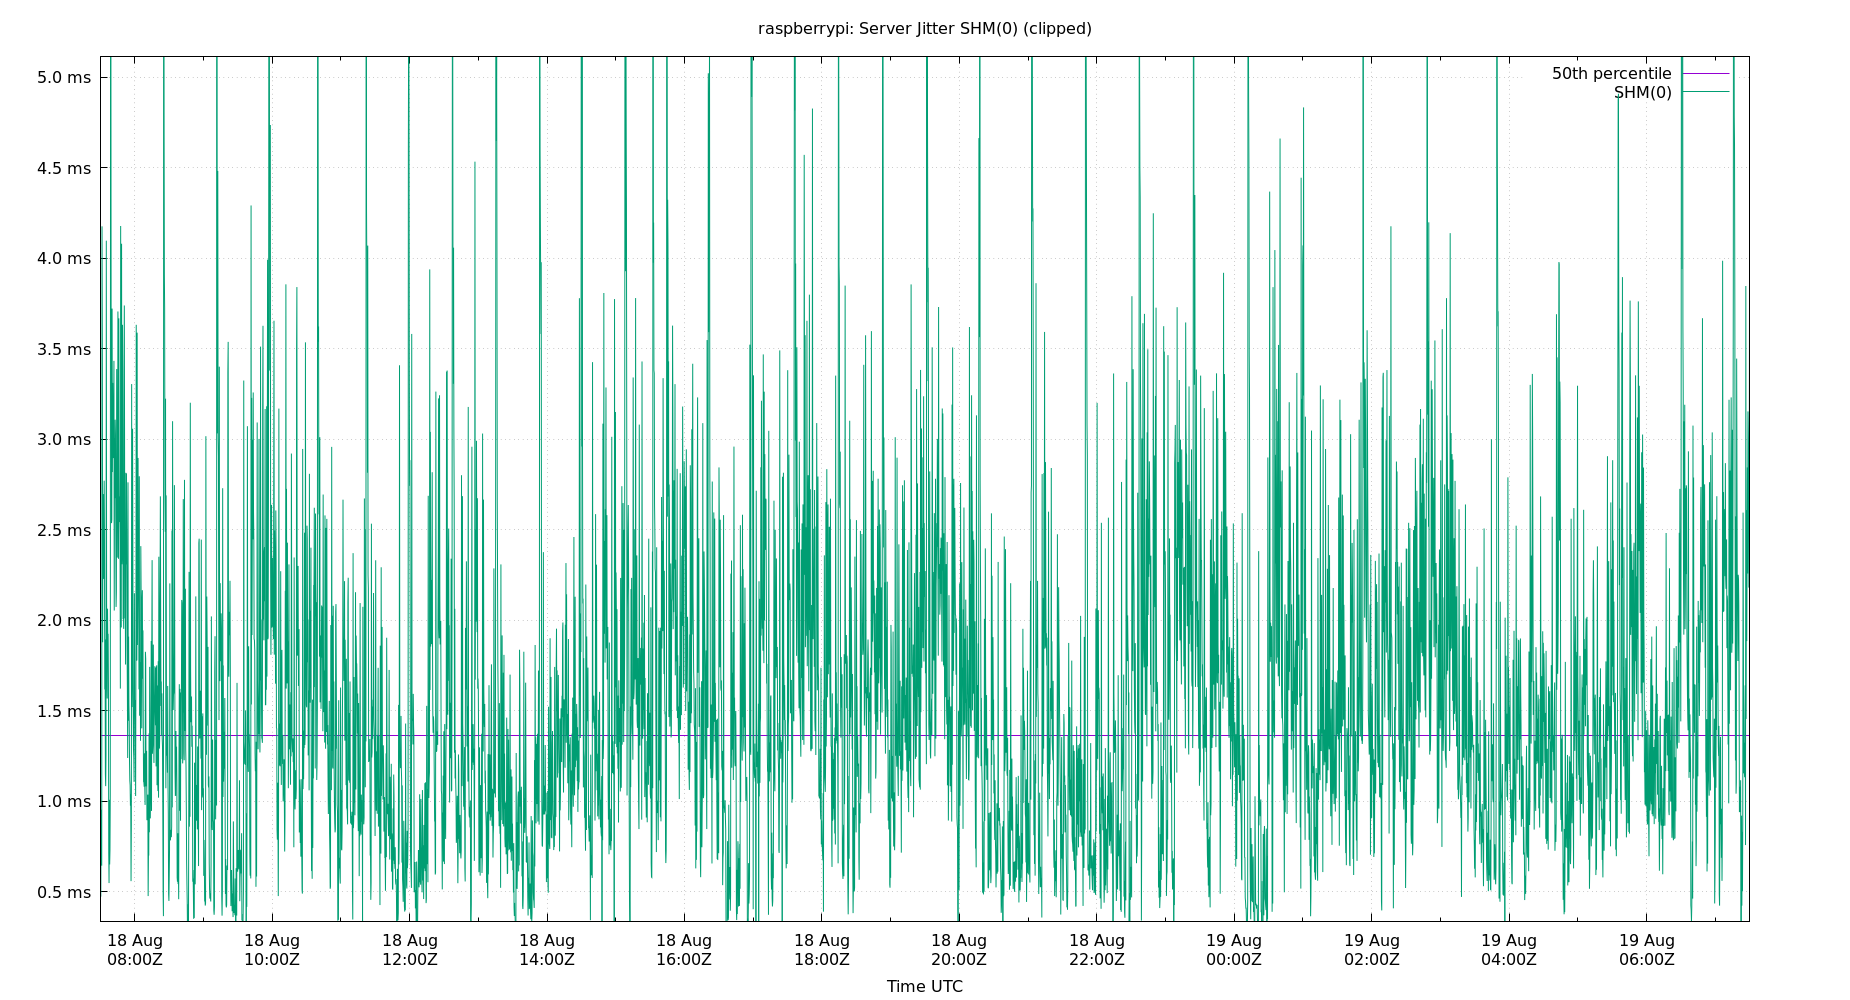 raspberrypi: Server Jitter SHM(0) (clipped)
50th percentile
SHM(0)
5.0 ms
4.5 ms
4.0 ms
3.5 ms
3.0 ms
2.5 ms
2.0 ms
1.5 ms
1.0 ms
0.5 ms
18 Aug 18 Aug 18 Aug 18 Aug 18 Aug 18 Aug 18 Aug 18 Aug 19 Aug 19 Aug 19 Aug 19 Aug
08:00Z 10:00Z 12:00Z 14:00Z 16:00Z 18:00Z 20:00Z 22:00Z 00:00Z 02:00Z 04:00Z 06:00Z
Time UTC